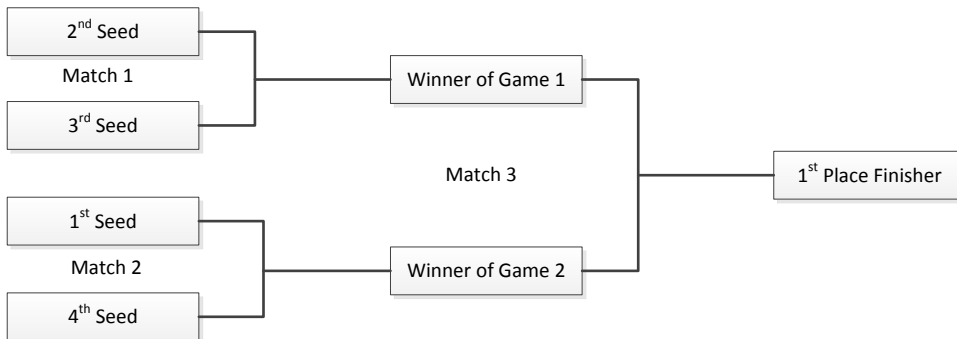 2nd Seed
Match 1
3rd Seed
Winner of Game 1
Match 3
1st Place Finisher
1st Seed
Match 2
4th Seed
Winner of Game 2